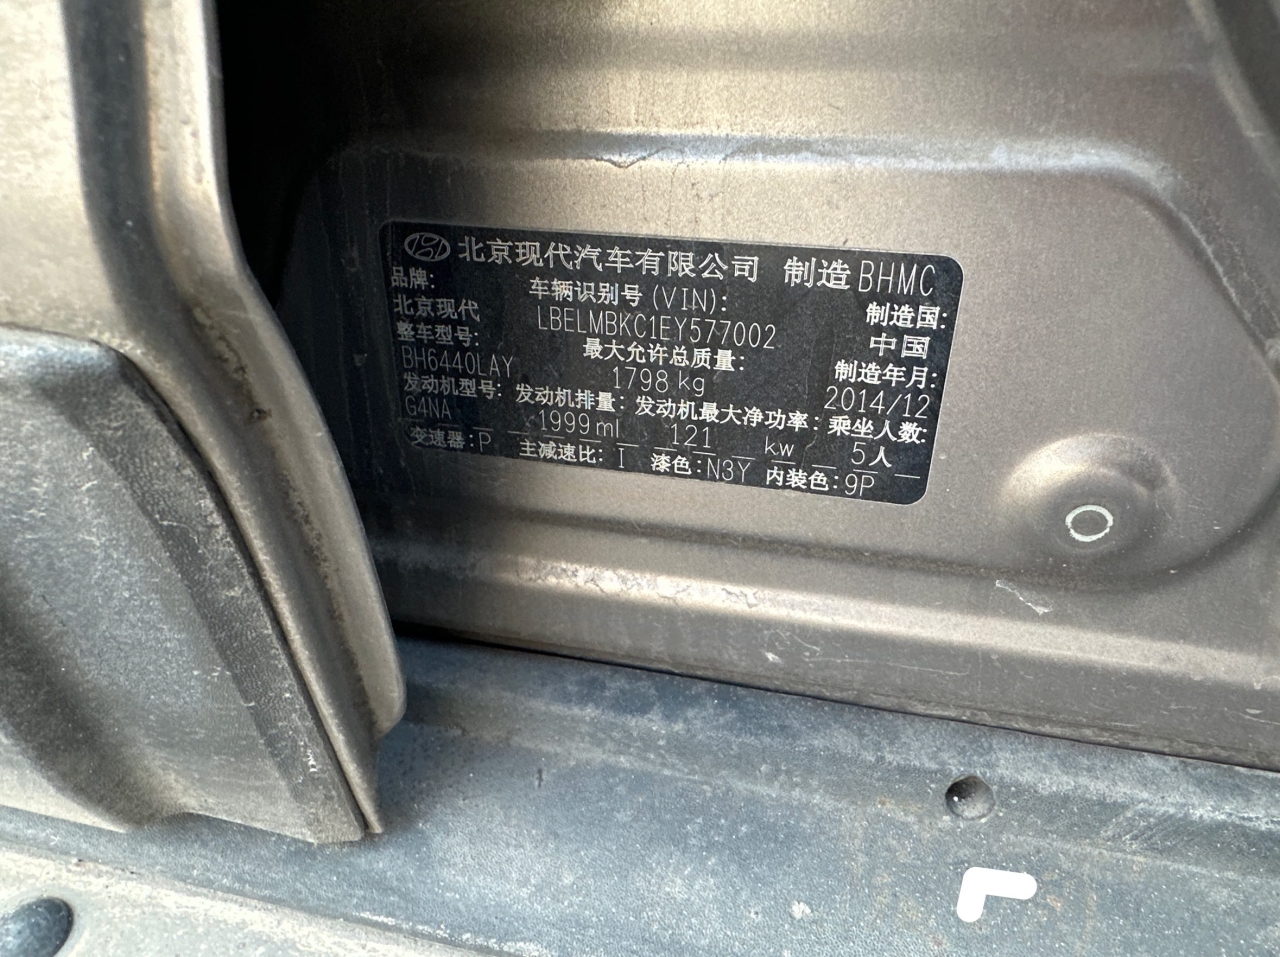 北京现代汽车有限公司 制造 BHMC
品牌: 车辆识别号(VIN): 制造国:
北京现代 LBELMBKC1EY577002 中国
整车型号: 最大允许总质量: 制造年月:
BH6440LAY 1798 kg 2014/12
发动机型号: 发动机排量: 发动机最大净功率: 乘坐人数:
G4NA 1999 ml 121 kw 5人
变速器: P 主减速比: I 漆色: N3Y 内装色: 9P